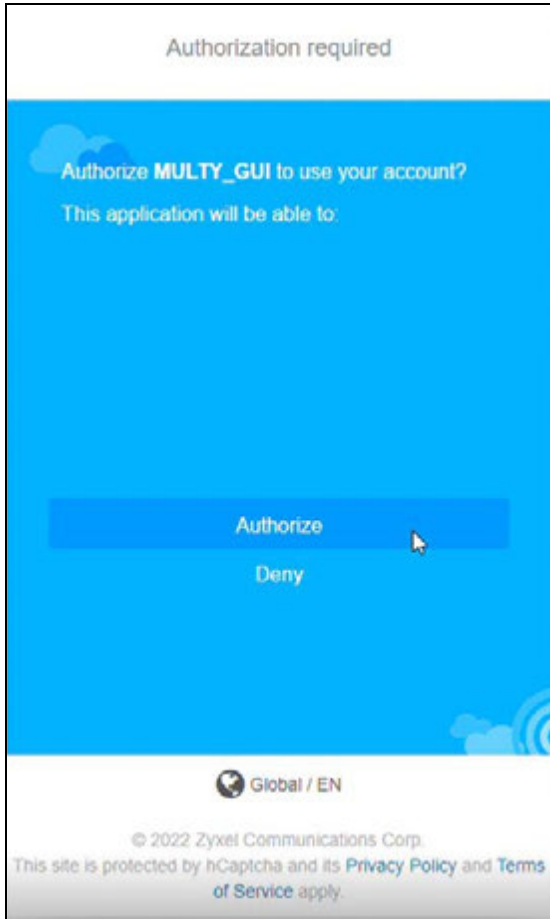 Authorization required
Authorize MULTY_GUI to use your account?
This application will be able to:
Authorize
Deny
Global / EN
© 2022 Zyxel Communications Corp.
This site is protected by hCaptcha and its Privacy Policy and Terms
of Service apply.